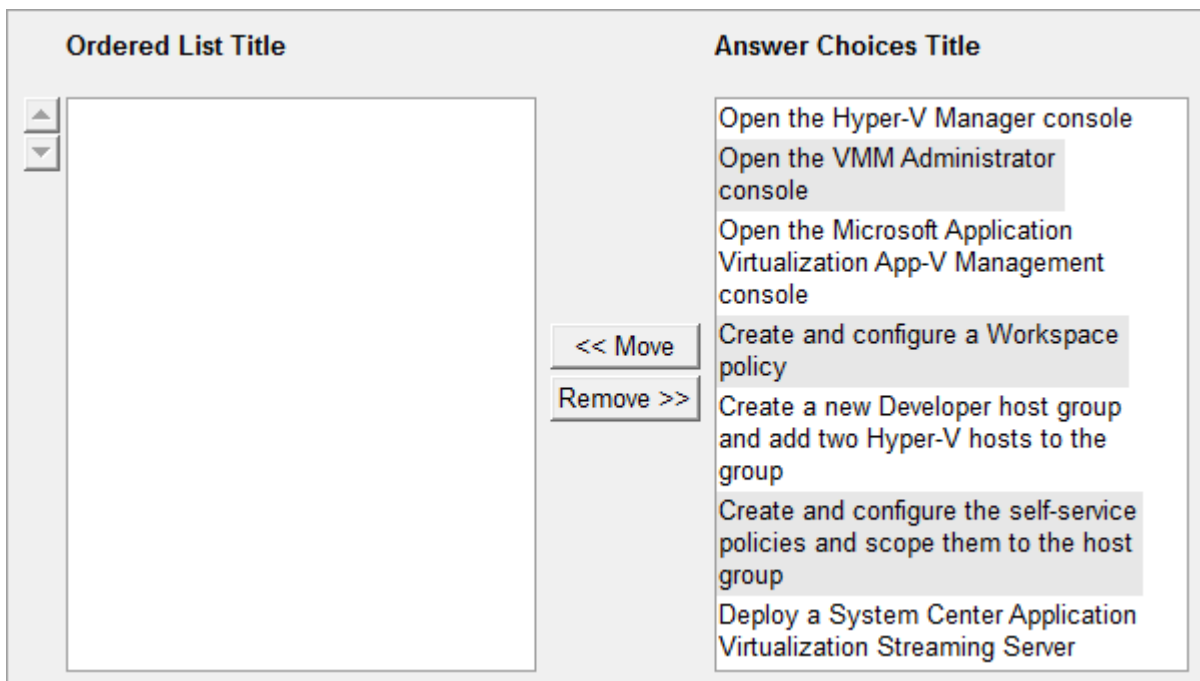 Ordered List Title
Answer Choices Title
Open the Hyper-V Manager console
Open the VMM Administrator
console
Open the Microsoft Application
Virtualization App-V Management
console
Create and configure a Workspace
policy
Create a new Developer host group
and add two Hyper-V hosts to the
group
Create and configure the self-service
policies and scope them to the host
group
Deploy a System Center Application
Virtualization Streaming Server
<< Move
Remove >>